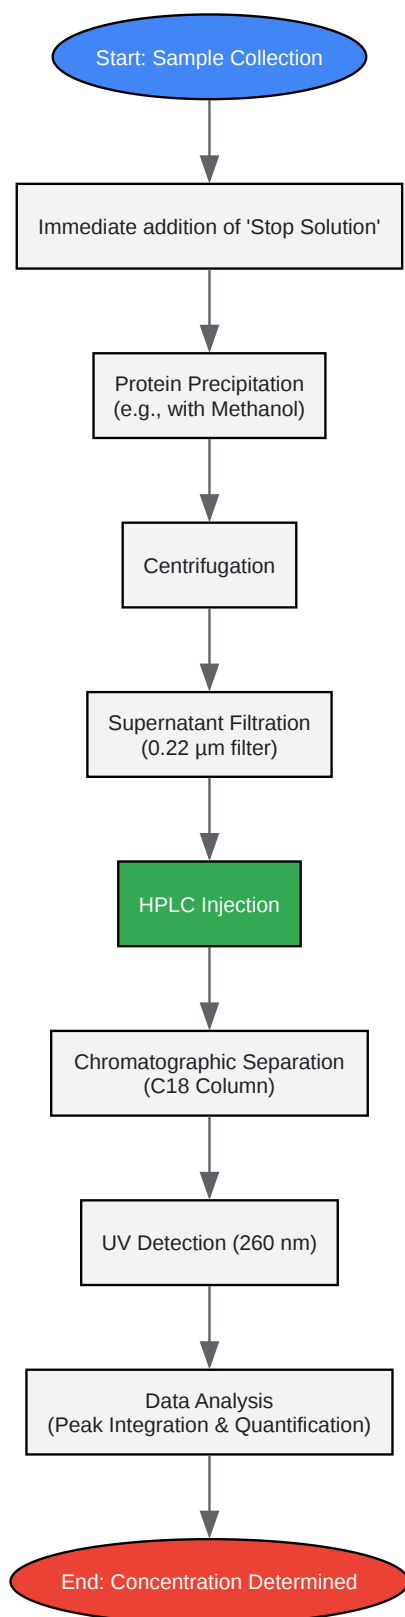 Start: Sample Collection
Immediate addition of 'Stop Solution'
Protein Precipitation
(e.g., with Methanol)
Centrifugation
Supernatant Filtration
(0.22 µm filter)
HPLC Injection
Chromatographic Separation
(C18 Column)
UV Detection (260 nm)
Data Analysis
(Peak Integration & Quantification)
End: Concentration Determined